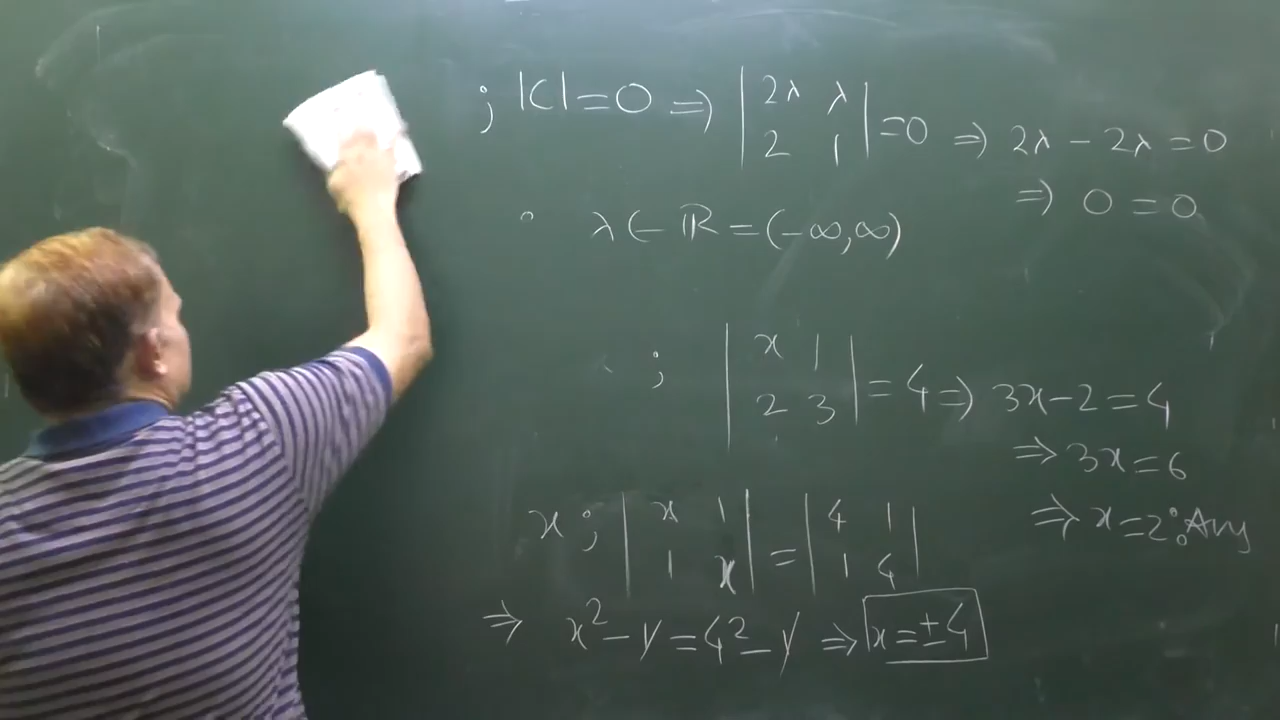 ; |C| = 0 ⇒ |2λ λ| = 0 ⇒ 2λ − 2λ = 0
|2 1|
⇒ 0 = 0
λ ∈ ℝ = (−∞, ∞)
; |x 1| = 4 ⇒ 3x − 2 = 4
|2 3|
⇒ 3x = 6
⇒ x = 2 : Ans
x ; |x 1| = |4 1|
|1 x| |1 4|
⇒ x² − 1 = 4² − 1 ⇒ x = ±4